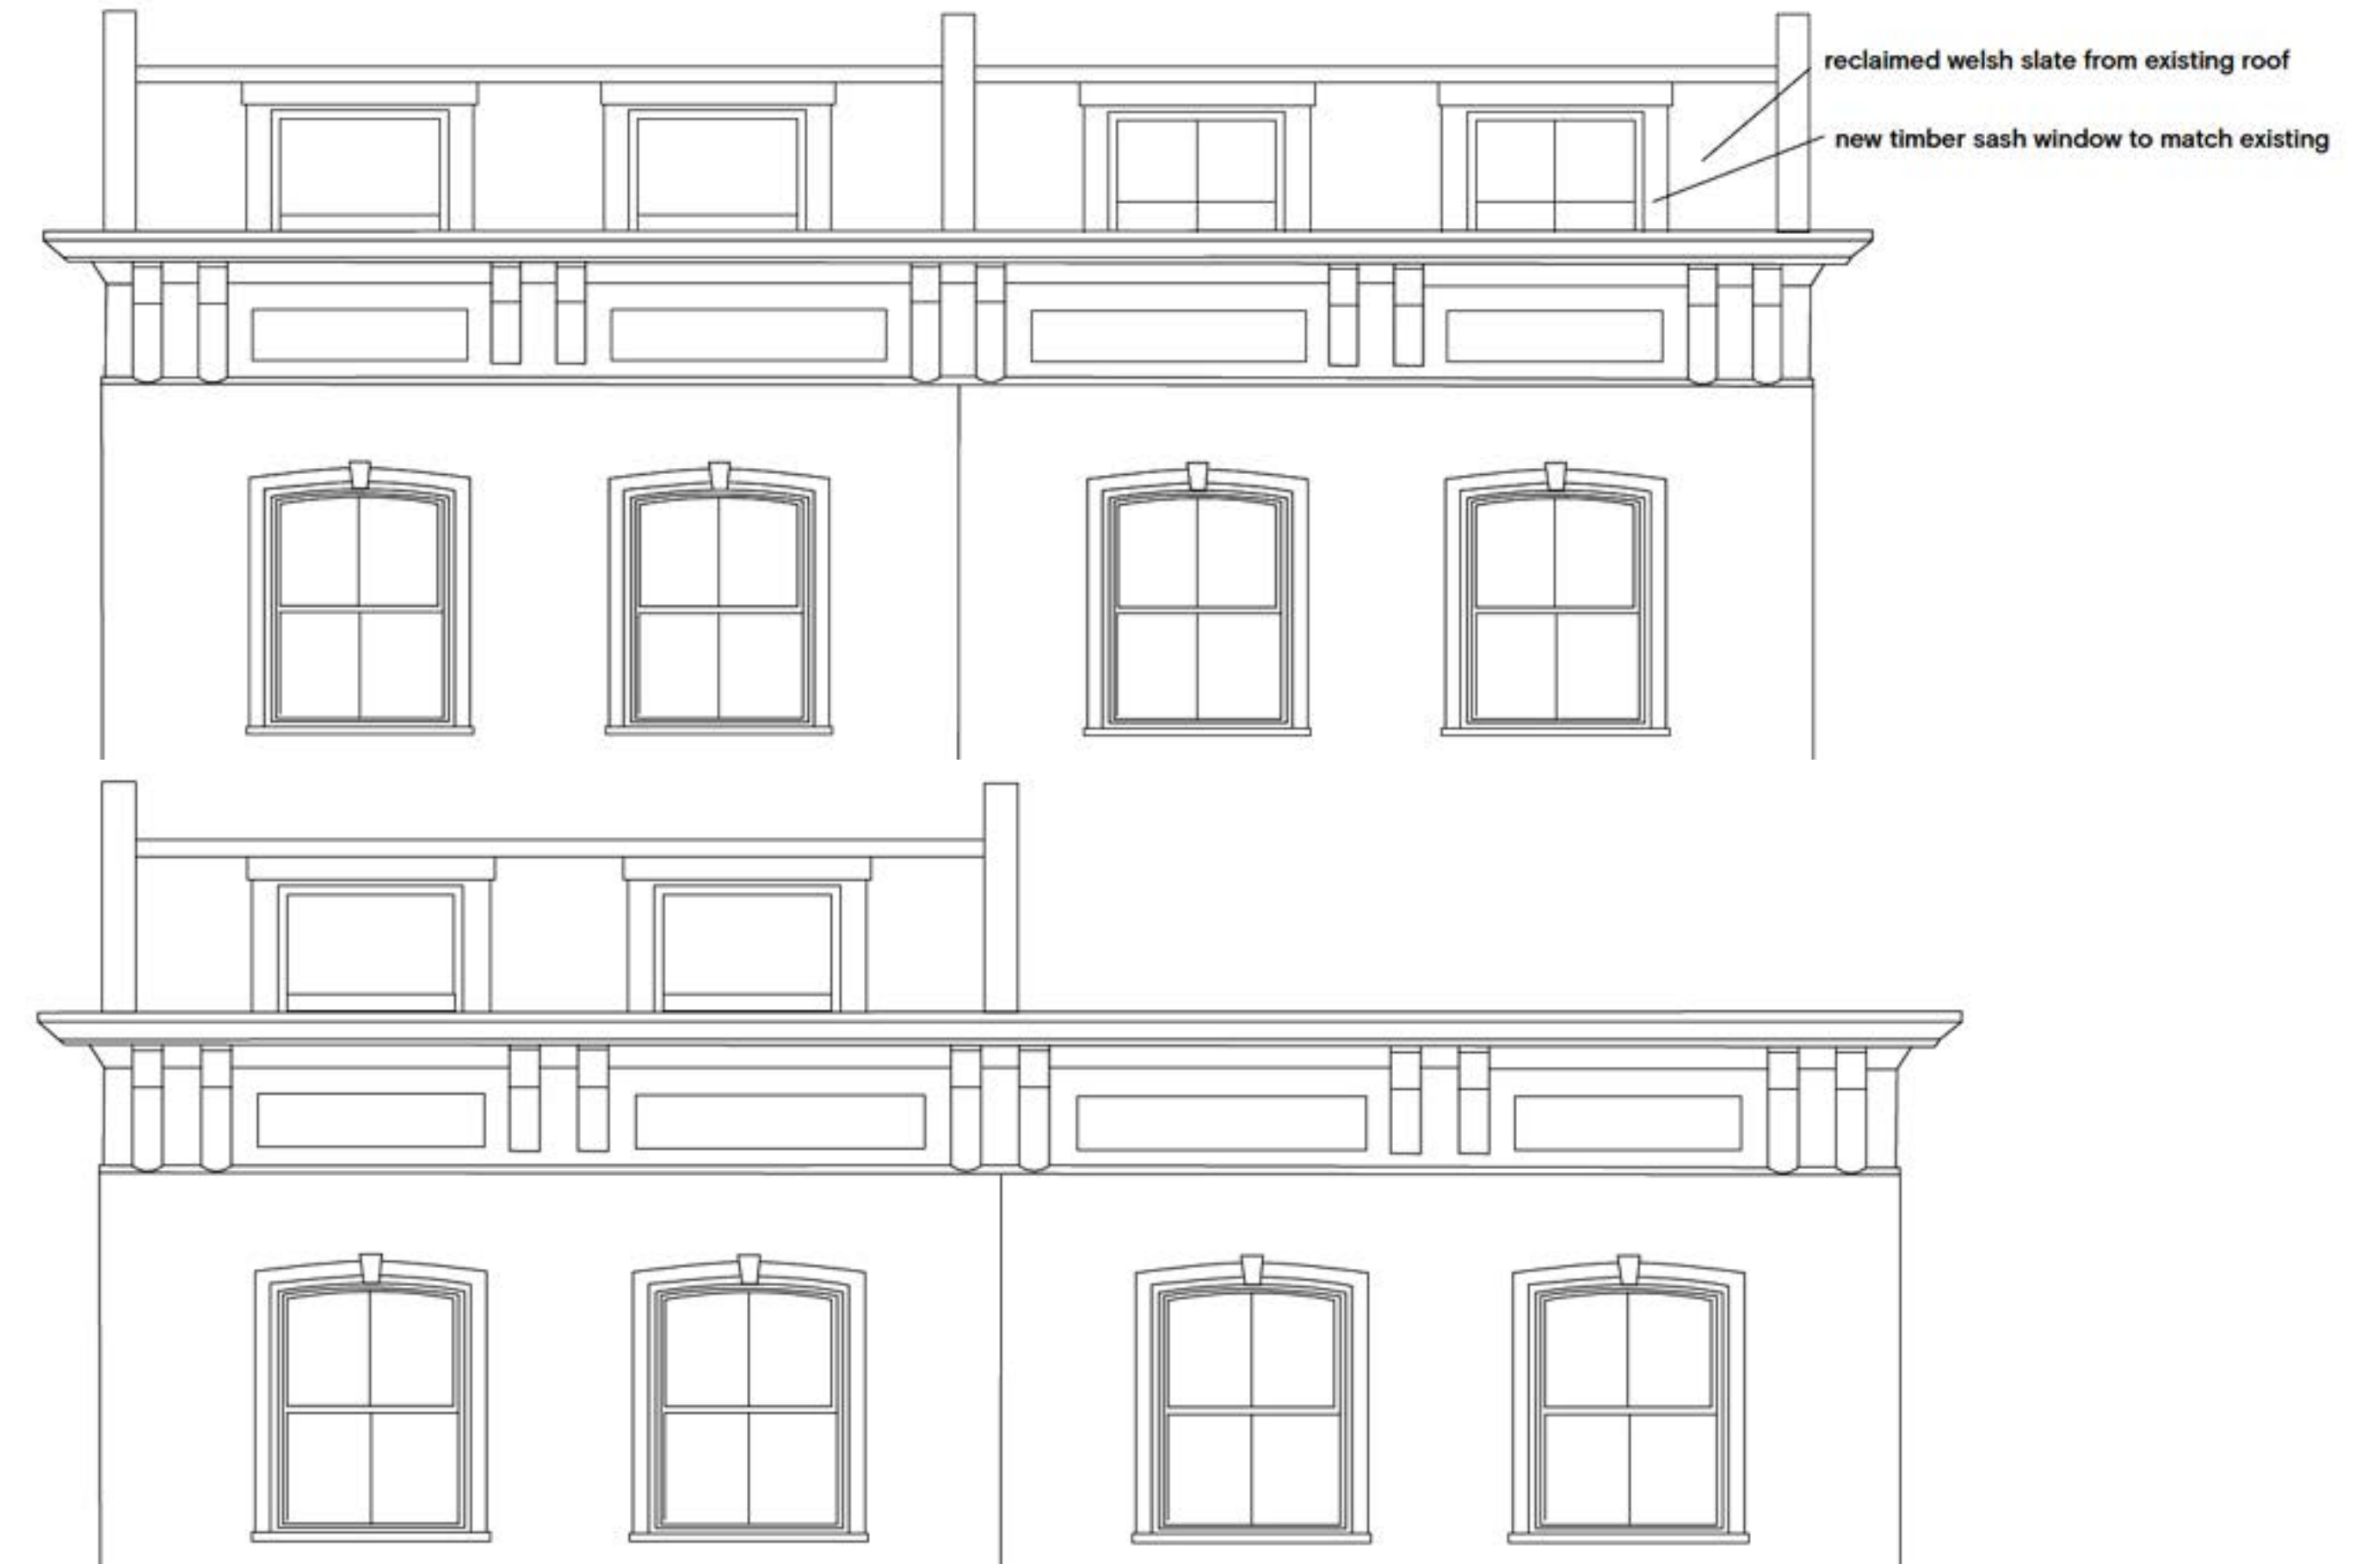 reclaimed welsh slate from existing roof
new timber sash window to match existing